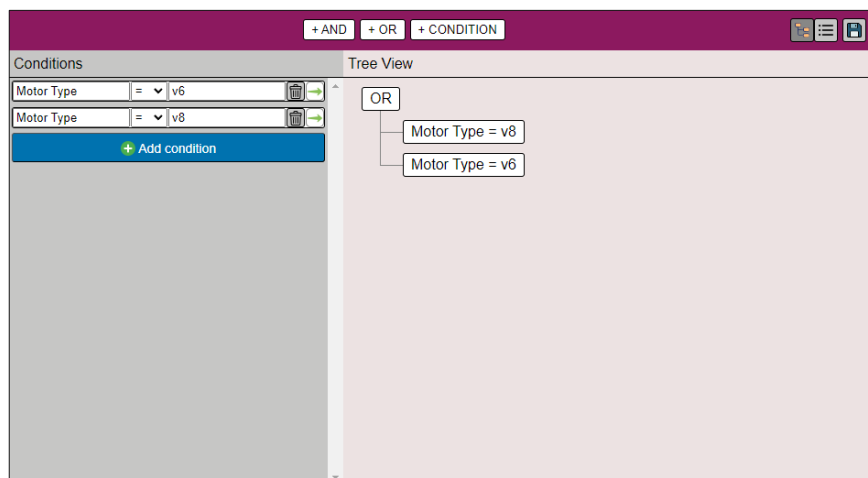 + AND + OR + CONDITION
Conditions
Tree View
Motor Type = v6
Motor Type = v8
Add condition
OR
Motor Type = v8
Motor Type = v6